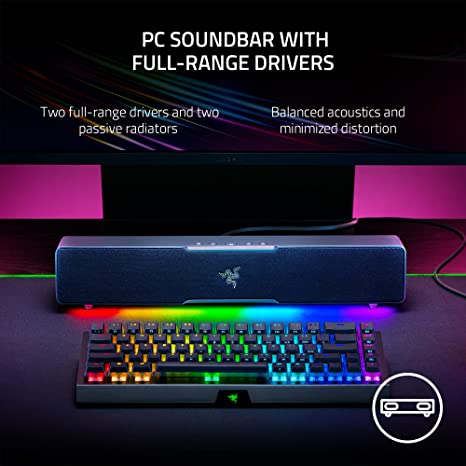 PC SOUNDBAR WITH
FULL-RANGE DRIVERS
Two full-range drivers and two
passive radiators
Balanced acoustics and
minimized distortion